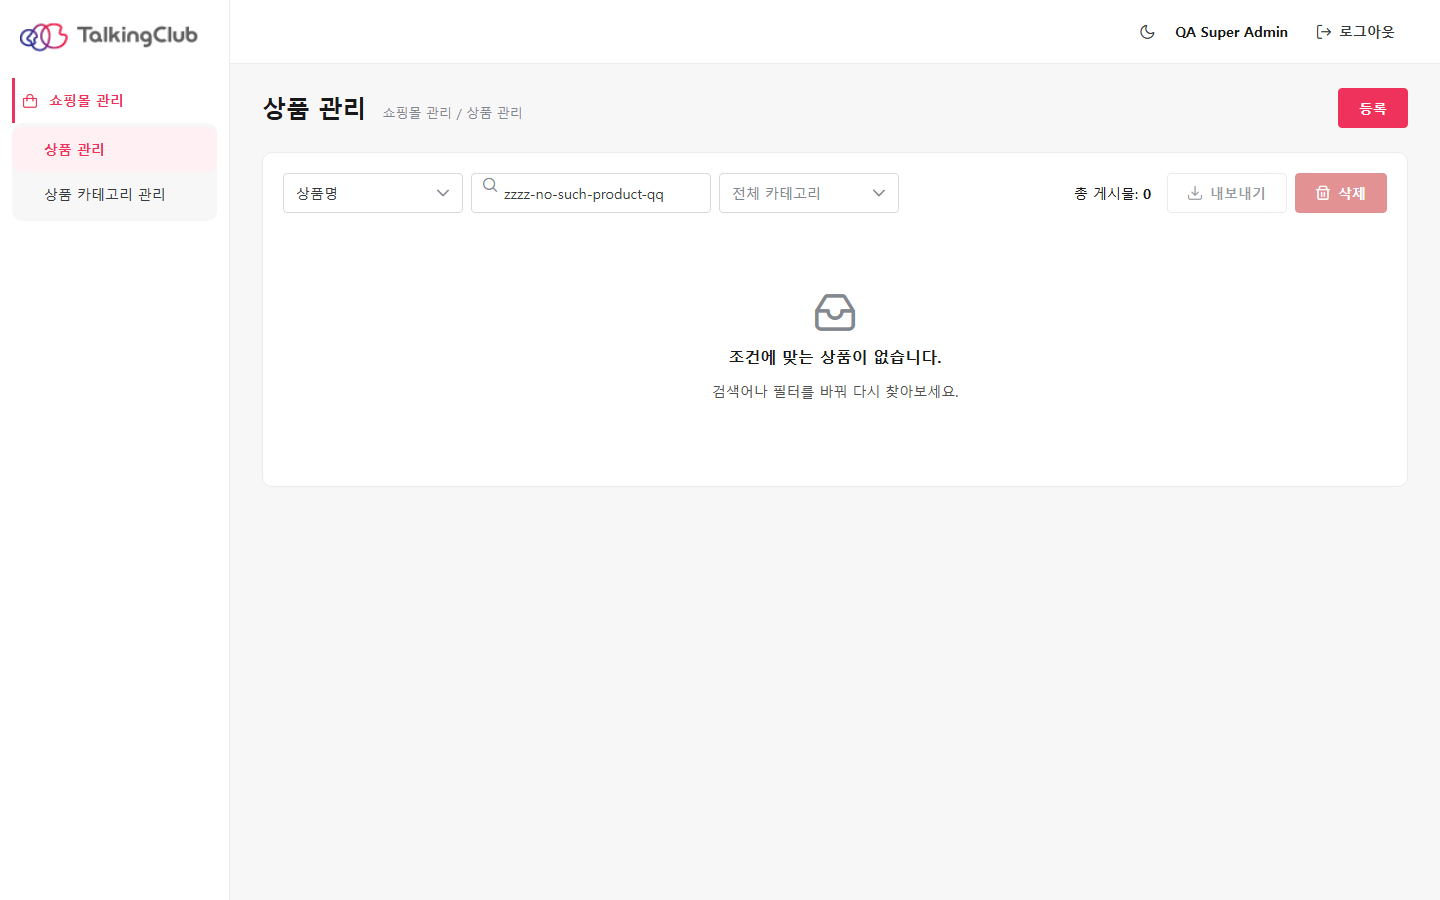 TalkingClub
QA Super Admin
로그아웃
쇼핑몰 관리
상품 관리
상품 카테고리 관리
상품 관리
쇼핑몰 관리 / 상품 관리
등록
상품명
zzzz-no-such-product-qq
전체 카테고리
총 게시물: 0
내보내기
삭제
조건에 맞는 상품이 없습니다.
검색어나 필터를 바꿔 다시 찾아보세요.